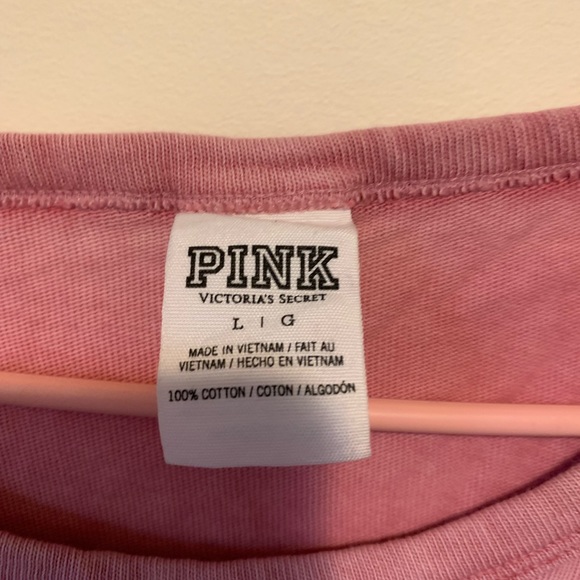 PINK
VICTORIA'S SECRET
L | G
MADE IN VIETNAM / FAIT AU
VIETNAM / HECHO EN VIETNAM
100% COTTON / COTON / ALGODÓN